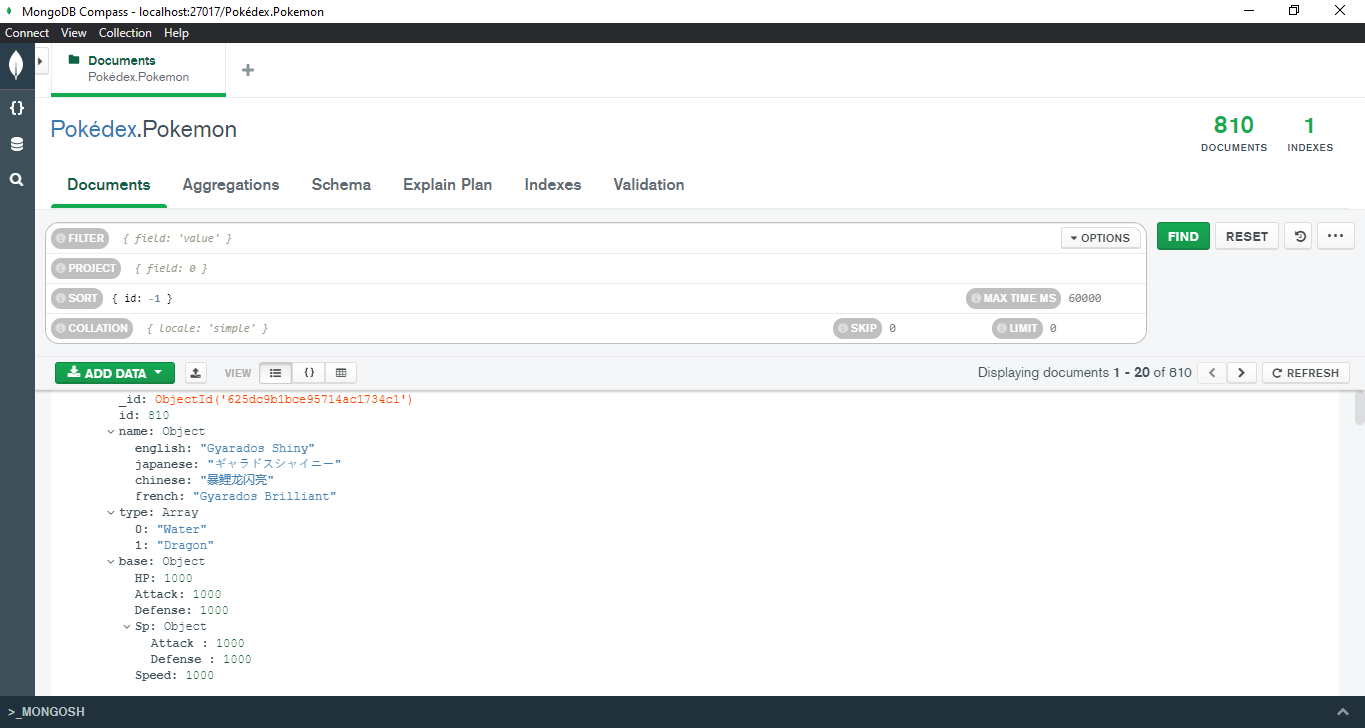 MongoDB Compass - localhost:27017/Pokédex.Pokemon
Connect View Collection Help
Documents
Pokédex.Pokemon
Pokédex.Pokemon
810
DOCUMENTS
1
INDEXES
Documents Aggregations Schema Explain Plan Indexes Validation
FILTER { field: 'value' } OPTIONS FIND RESET
PROJECT { field: 0 }
SORT { id: -1 } MAX TIME MS 60000
COLLATION { locale: 'simple' } SKIP 0 LIMIT 0
ADD DATA VIEW {} Displaying documents 1 - 20 of 810 REFRESH
_id: ObjectId('625dc9b1bce95714ac1734c1')
id: 810
name: Object
english: "Gyarados Shiny"
japanese: "ギャラドスシャイニー"
chinese: "暴鲤龙闪亮"
french: "Gyarados Brilliant"
type: Array
0: "Water"
1: "Dragon"
base: Object
HP: 1000
Attack: 1000
Defense: 1000
Sp: Object
Attack : 1000
Defense : 1000
Speed: 1000
>_MONGOSH